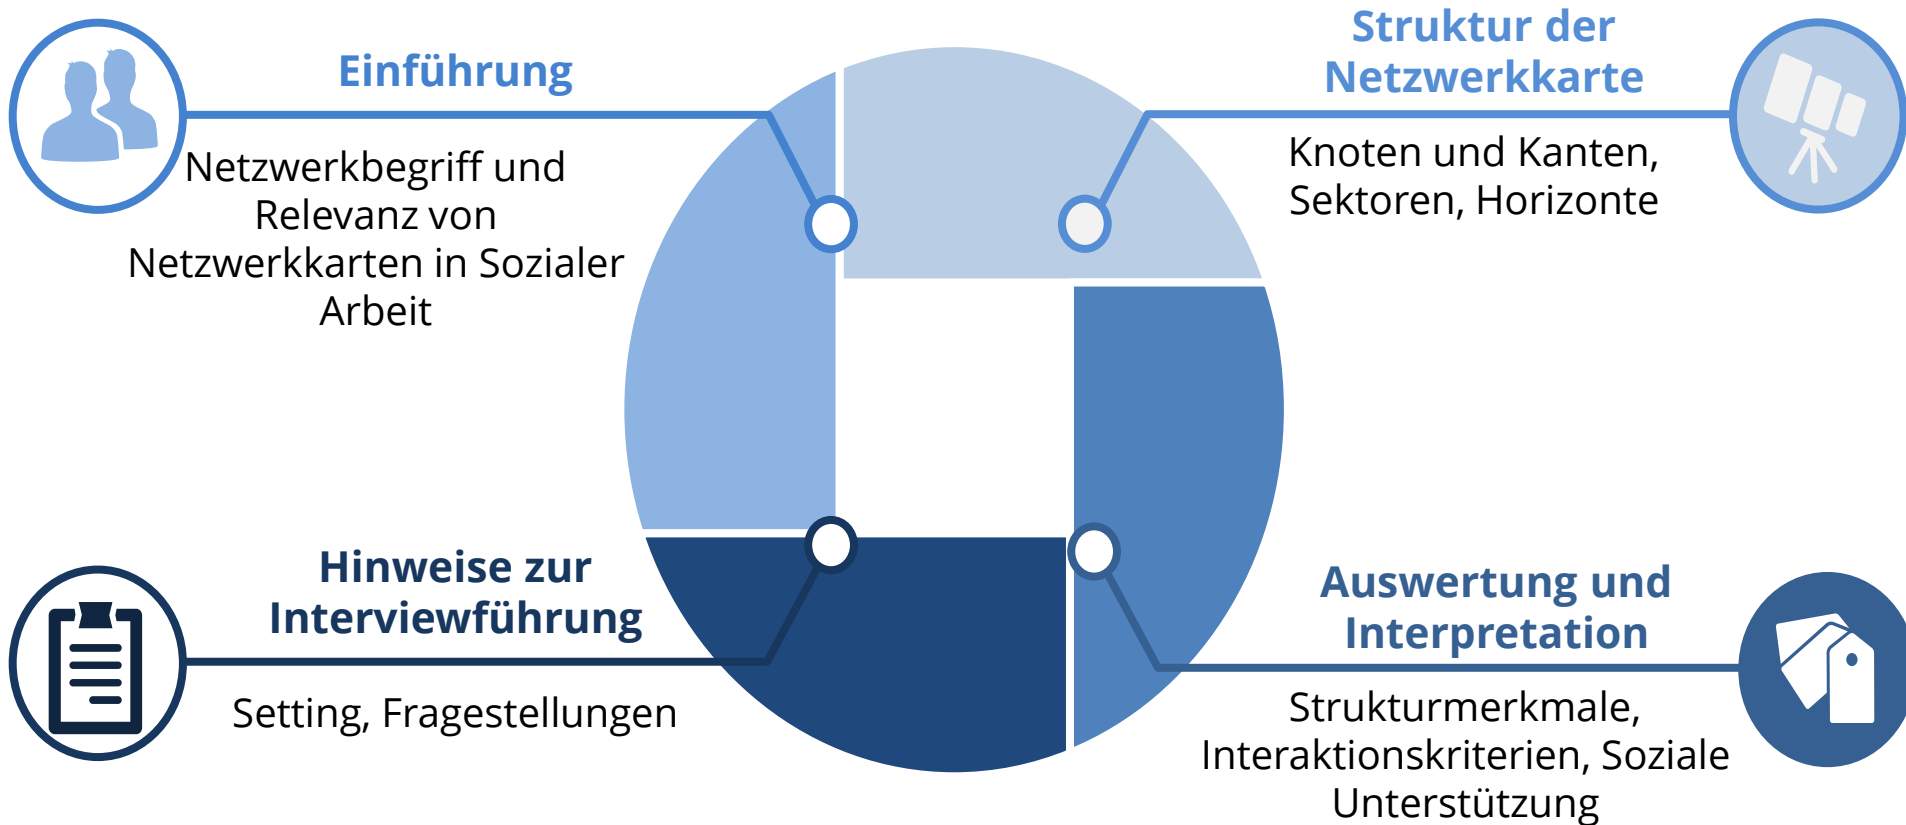 Einführung
Netzwerkbegriff und
Relevanz von
Netzwerkkarten in Sozialer
Arbeit
Struktur der
Netzwerkkarte
Knoten und Kanten,
Sektoren, Horizonte
Hinweise zur
Interviewführung
Setting, Fragestellungen
Auswertung und
Interpretation
Strukturmerkmale,
Interaktionskriterien, Soziale
Unterstützung